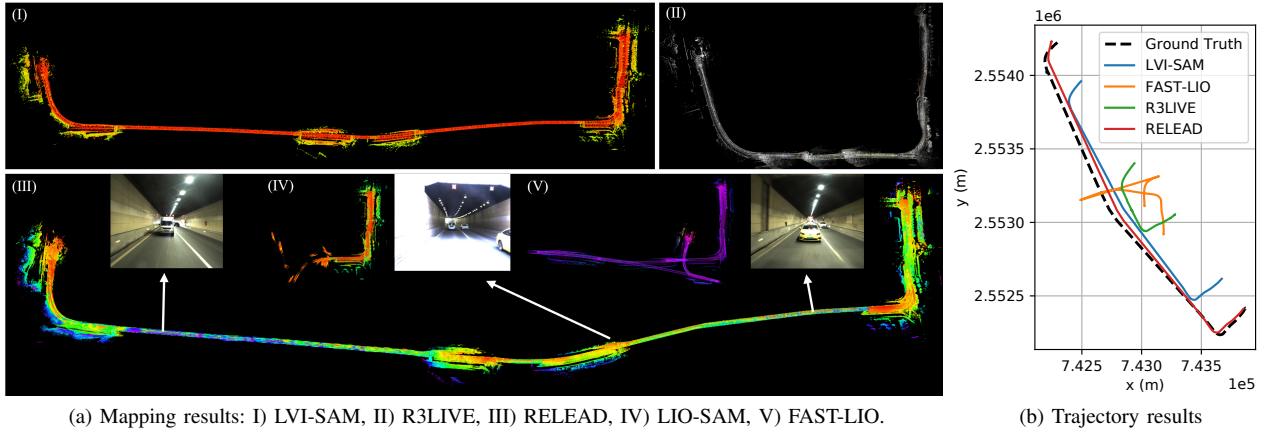 (I)
(II)
(III)
(IV)
(V)
(a) Mapping results: I) LVI-SAM, II) R3LIVE, III) RELEAD, IV) LIO-SAM, V) FAST-LIO.
1e6
Ground Truth
LVI-SAM
FAST-LIO
R3LIVE
RELEAD
2.5540
2.5535
2.5530
2.5525
y (m)
7.425 7.430 7.435
x (m)
1e5
(b) Trajectory results